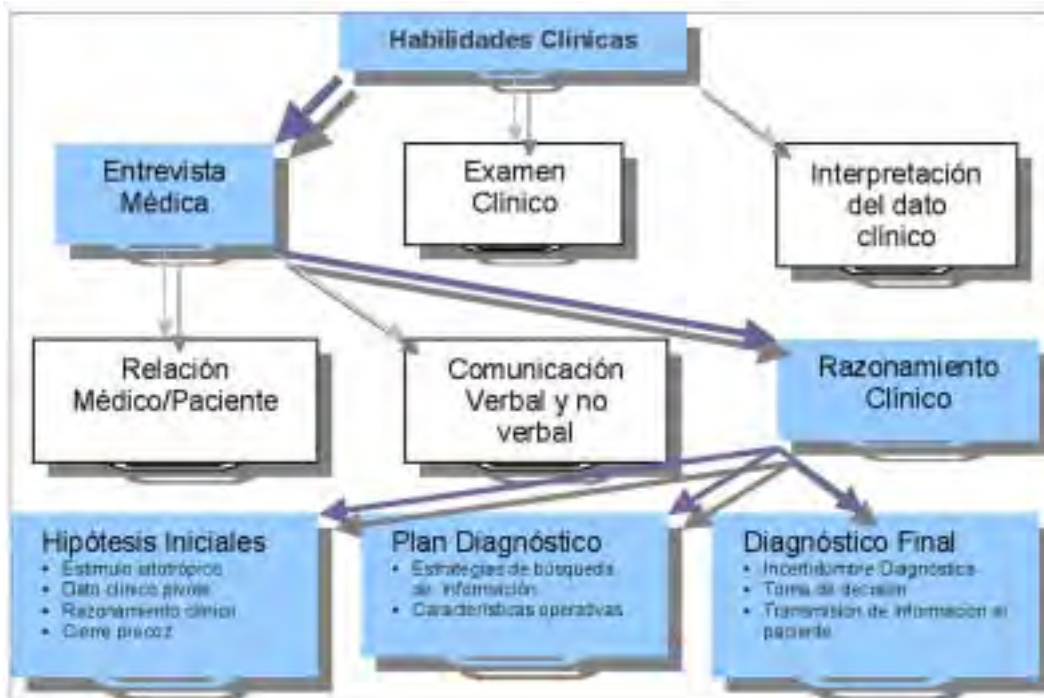 Habilidades Clínicas
Entrevista
Médica
Examen
Clínico
Interpretación
del dato
clínico
Relación
Médico/Paciente
Comunicación
Verbal y no
verbal
Razonamiento
Clínico
Hipótesis Iniciales
• Estímulo
• Dato clínico pivote
• Razonamiento clínico
• Cierre precoz
Plan Diagnóstico
• Estrategias de búsqueda
de información
• Características operativas
Diagnóstico Final
• Incertidumbre Diagnóstica
• Toma de decisión
• Transmisión de información al
paciente